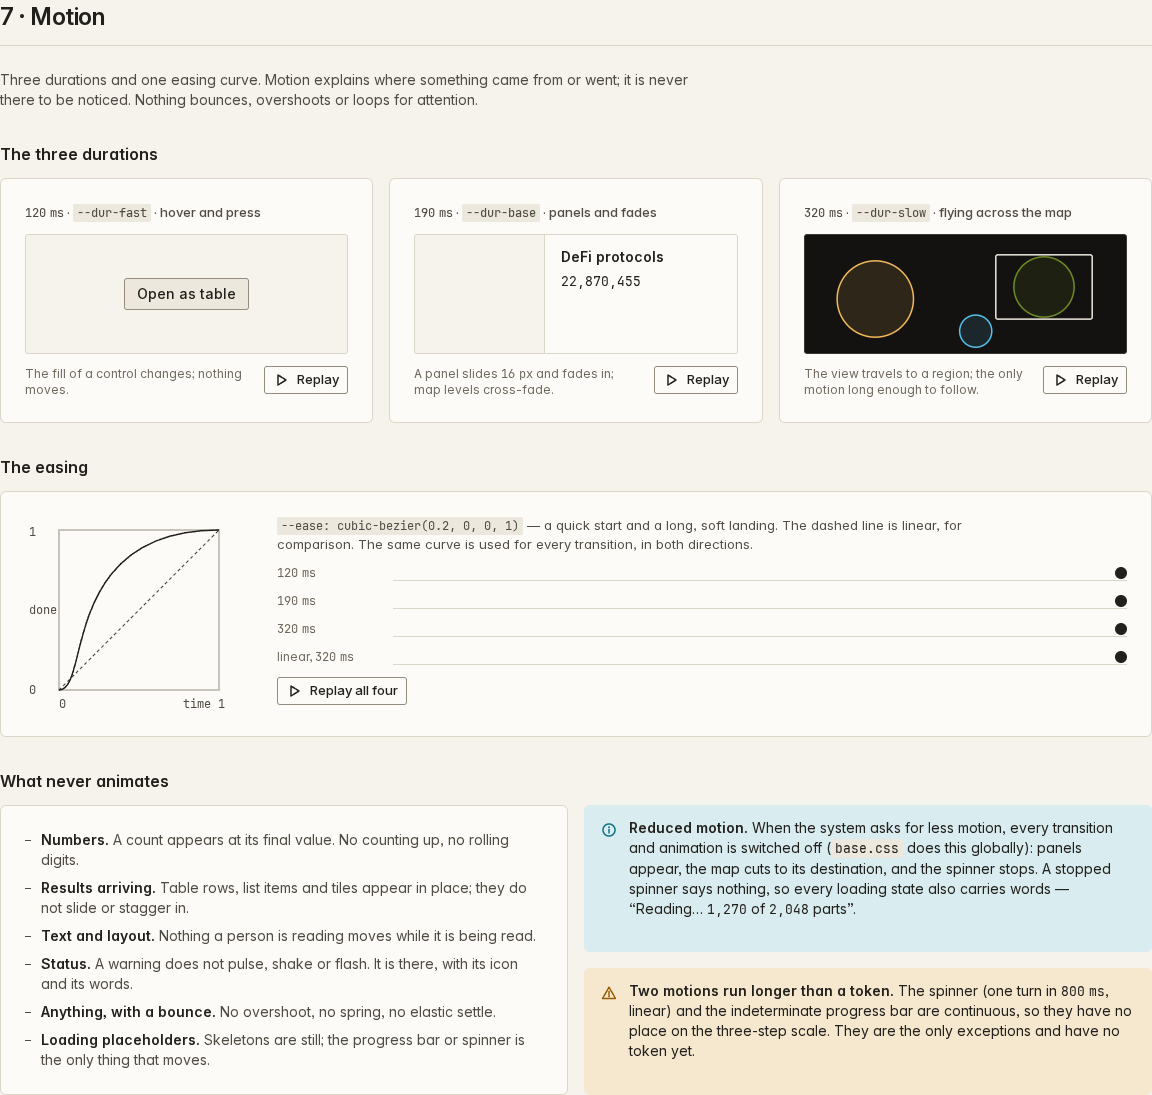 7 · Motion
Three durations and one easing curve. Motion explains where something came from or went; it is never
there to be noticed. Nothing bounces, overshoots or loops for attention.
The three durations
120 ms · --dur-fast · hover and press
Open as table
The fill of a control changes; nothing
moves.
Replay
190 ms · --dur-base · panels and fades
DeFi protocols
22,870,455
A panel slides 16 px and fades in;
map levels cross-fade.
Replay
320 ms · --dur-slow · flying across the map
The view travels to a region; the only
motion long enough to follow.
Replay
The easing
1
done
0
0
time 1
--ease: cubic-bezier(0.2, 0, 0, 1) — a quick start and a long, soft landing. The dashed line is linear, for
comparison. The same curve is used for every transition, in both directions.
120 ms
190 ms
320 ms
linear, 320 ms
Replay all four
What never animates
– Numbers. A count appears at its final value. No counting up, no rolling
digits.
– Results arriving. Table rows, list items and tiles appear in place; they do
not slide or stagger in.
– Text and layout. Nothing a person is reading moves while it is being read.
– Status. A warning does not pulse, shake or flash. It is there, with its icon
and its words.
– Anything, with a bounce. No overshoot, no spring, no elastic settle.
– Loading placeholders. Skeletons are still; the progress bar or spinner is
the only thing that moves.
Reduced motion. When the system asks for less motion, every transition
and animation is switched off (base.css does this globally): panels
appear, the map cuts to its destination, and the spinner stops. A stopped
spinner says nothing, so every loading state also carries words —
“Reading… 1,270 of 2,048 parts”.
Two motions run longer than a token. The spinner (one turn in 800 ms,
linear) and the indeterminate progress bar are continuous, so they have no
place on the three-step scale. They are the only exceptions and have no
token yet.